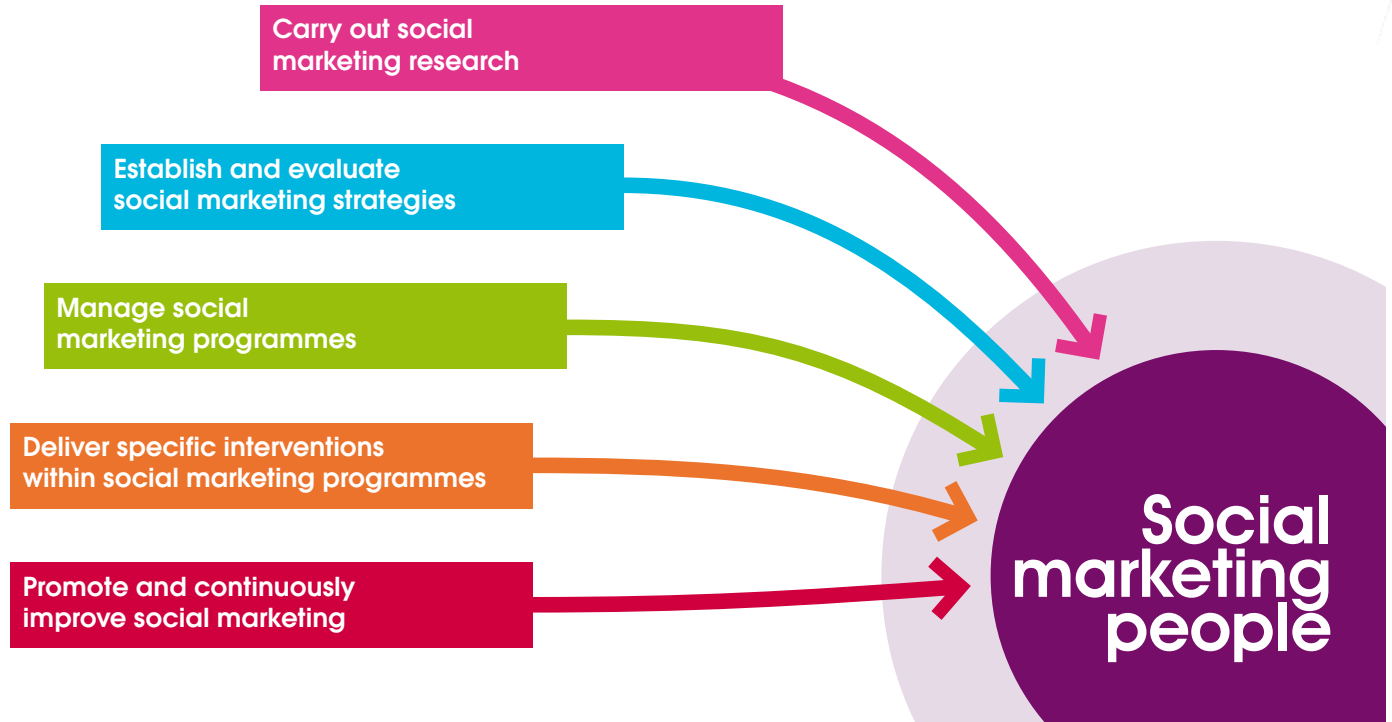 Carry out social
marketing research
Establish and evaluate
social marketing strategies
Manage social
marketing programmes
Deliver specific interventions
within social marketing programmes
Promote and continuously
improve social marketing
Social
marketing
people